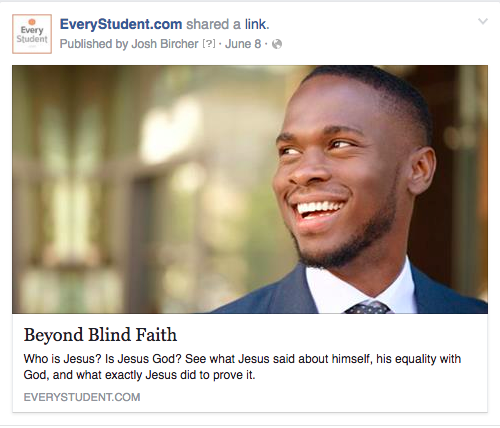 Every
Student
EveryStudent.com shared a link.
Published by Josh Bircher [?] · June 8 ·
Beyond Blind Faith
Who is Jesus? Is Jesus God? See what Jesus said about himself, his equality with
God, and what exactly Jesus did to prove it.
EVERYSTUDENT.COM